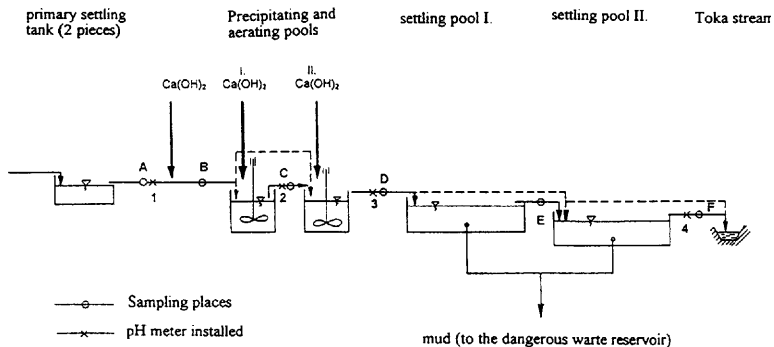 primary settling
tank (2 pieces)
Precipitating and
aerating pools
settling pool I.
settling pool II.
Toka stream
I.
II.
Ca(OH)₂
Ca(OH)₂
Ca(OH)₂
A
B
C
D
E
F
1
2
3
4
Sampling places
pH meter installed
mud (to the dangerous warte reservoir)